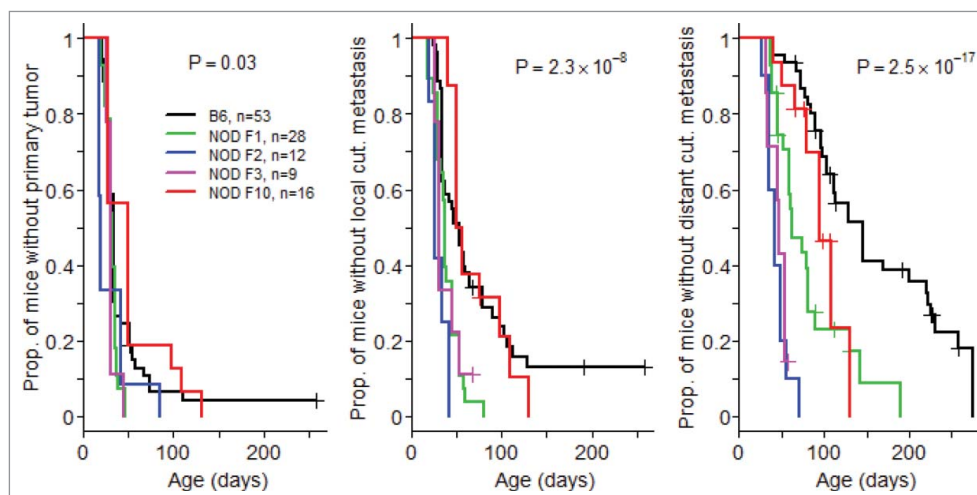 Prop. of mice without primary tumor
1
0.8
0.6
0.4
0.2
0
P = 0.03
B6, n=53
NOD F1, n=28
NOD F2, n=12
NOD F3, n=9
NOD F10, n=16
0 100 200
Age (days)
Prop. of mice without local cut. metastasis
1
0.8
0.6
0.4
0.2
0
P = 2.3 × 10⁻⁸
0 100 200
Age (days)
Prop. of mice without distant cut. metastasis
1
0.8
0.6
0.4
0.2
0
P = 2.5 × 10⁻¹⁷
0 100 200
Age (days)